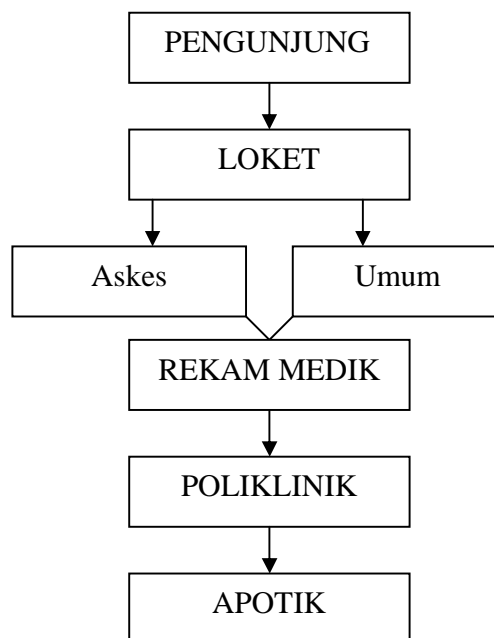 PENGUNJUNG
LOKET
Askes
Umum
REKAM MEDIK
POLIKLINIK
APOTIK